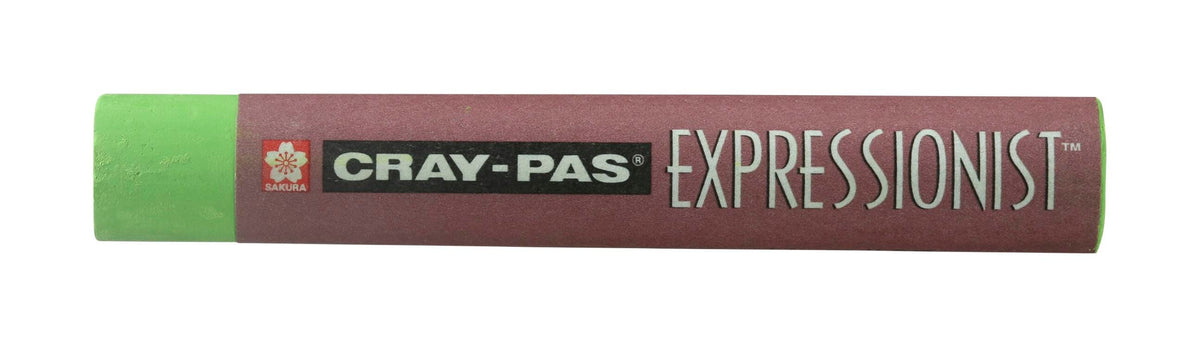 SAKURA
CRAY-PAS®
EXPRESSIONIST™